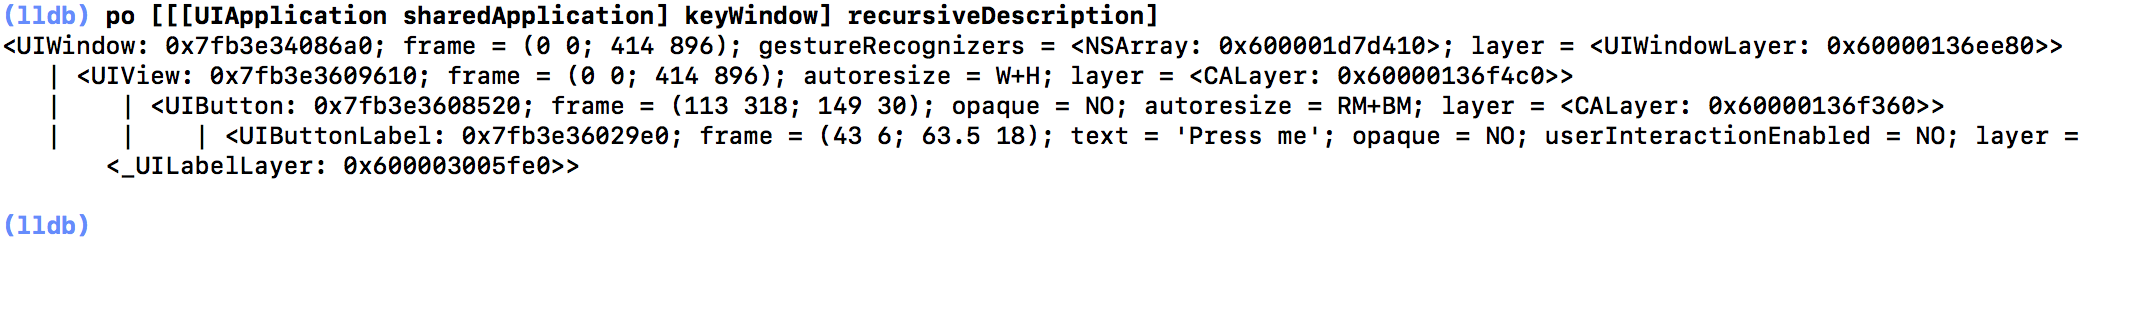 (lldb) po [[[UIApplication sharedApplication] keyWindow] recursiveDescription]
<UIWindow: 0x7fb3e34086a0; frame = (0 0; 414 896); gestureRecognizers = <NSArray: 0x600001d7d410>; layer = <UIWindowLayer: 0x60000136ee80>>
   | <UIView: 0x7fb3e3609610; frame = (0 0; 414 896); autoresize = W+H; layer = <CALayer: 0x60000136f4c0>>
   |    | <UIButton: 0x7fb3e3608520; frame = (113 318; 149 30); opaque = NO; autoresize = RM+BM; layer = <CALayer: 0x60000136f360>>
   |    |    | <UIButtonLabel: 0x7fb3e36029e0; frame = (43 6; 63.5 18); text = 'Press me'; opaque = NO; userInteractionEnabled = NO; layer =
       <_UILabelLayer: 0x600003005fe0>>
(lldb)